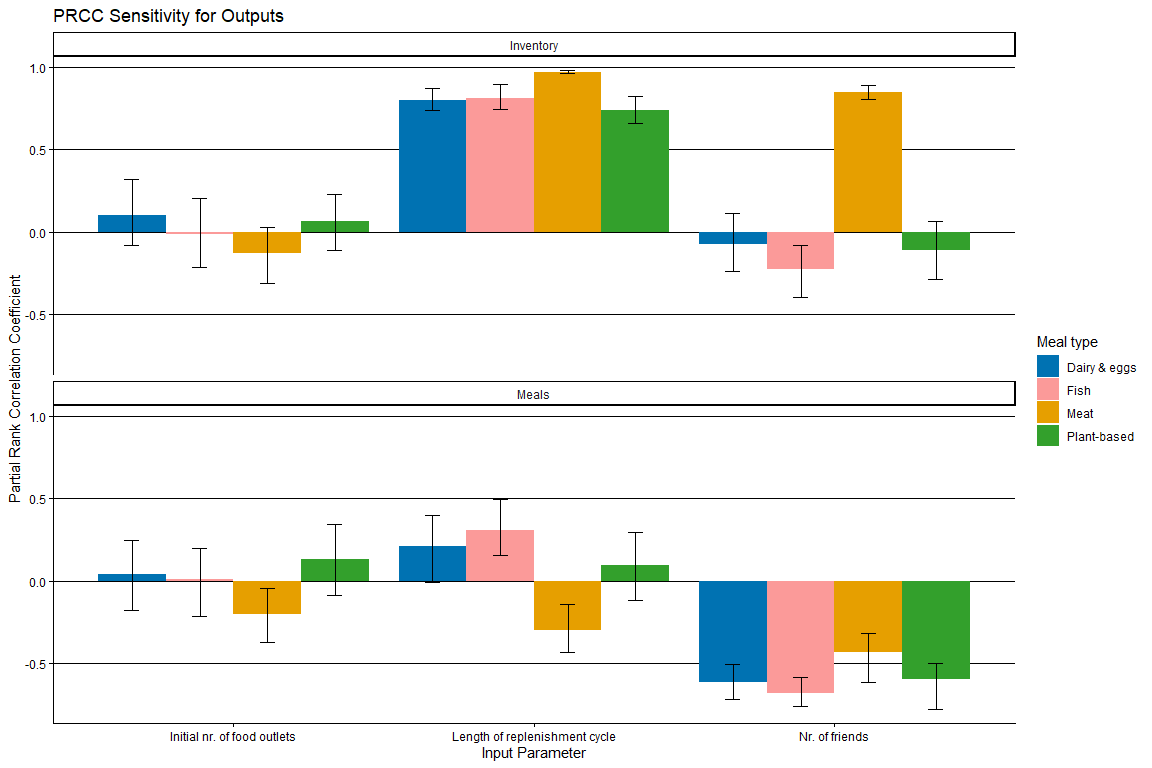 PRCC Sensitivity for Outputs
Inventory
1.0
0.5
0.0
-0.5
Meals
1.0
0.5
0.0
-0.5
Partial Rank Correlation Coefficient
Initial nr. of food outlets
Length of replenishment cycle
Nr. of friends
Input Parameter
Meal type
Dairy & eggs
Fish
Meat
Plant-based